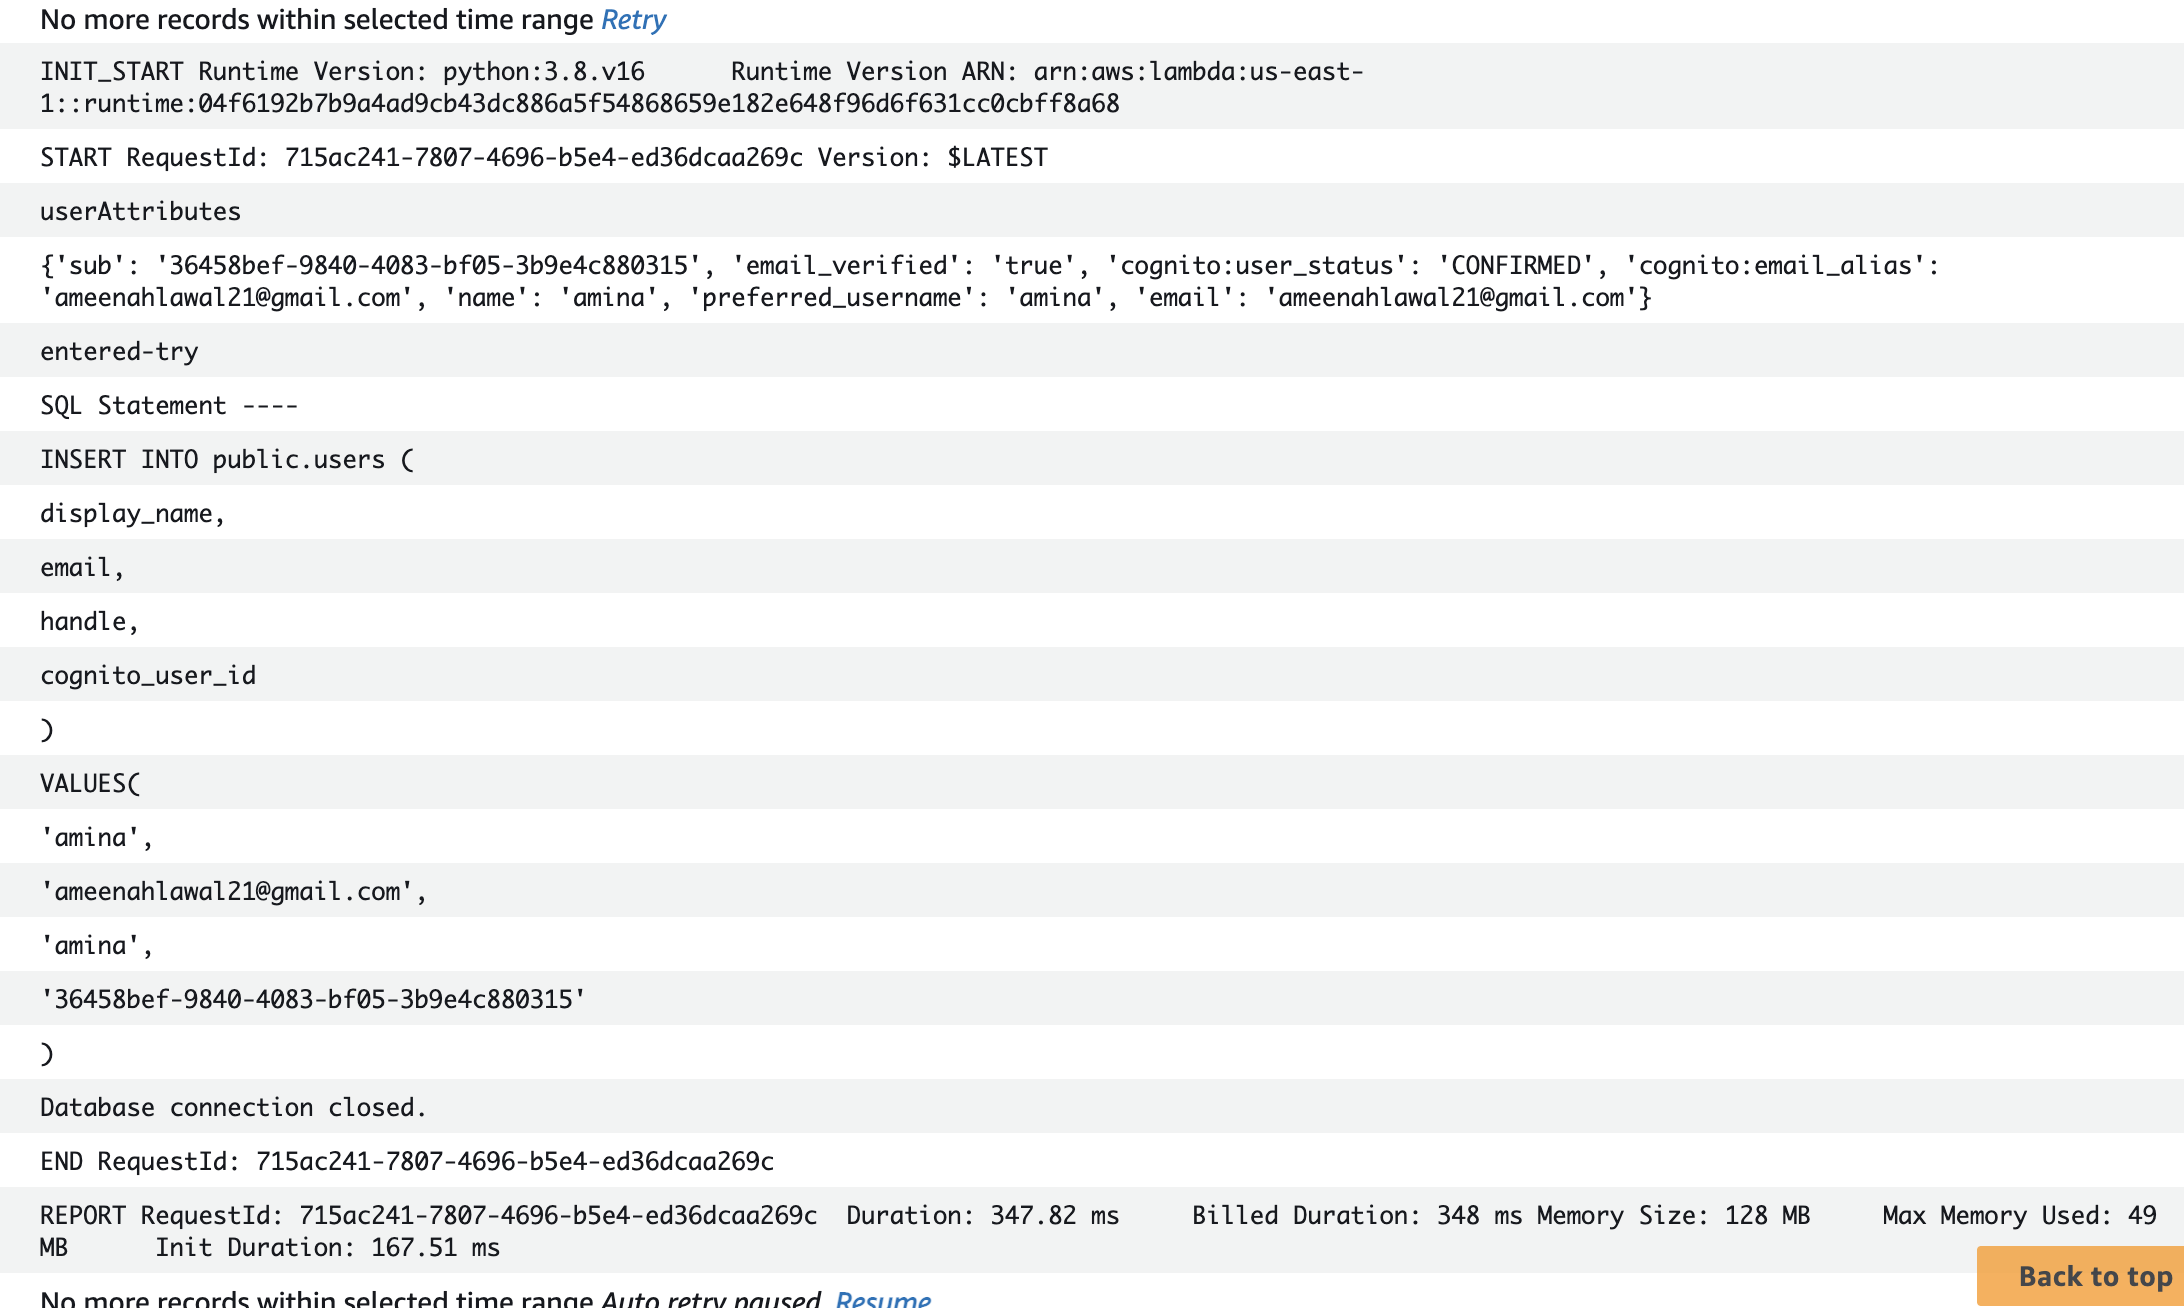 No more records within selected time range Retry
INIT_START Runtime Version: python:3.8.v16 Runtime Version ARN: arn:aws:lambda:us-east-
1::runtime:04f6192b7b9a4ad9cb43dc886a5f54868659e182e648f96d6f631cc0cbff8a68
START RequestId: 715ac241-7807-4696-b5e4-ed36dcaa269c Version: $LATEST
userAttributes
{'sub': '36458bef-9840-4083-bf05-3b9e4c880315', 'email_verified': 'true', 'cognito:user_status': 'CONFIRMED', 'cognito:email_alias':
'ameenahlawal21@gmail.com', 'name': 'amina', 'preferred_username': 'amina', 'email': 'ameenahlawal21@gmail.com'}
entered-try
SQL Statement ----
INSERT INTO public.users (
display_name,
email,
handle,
cognito_user_id
)
VALUES(
'amina',
'ameenahlawal21@gmail.com',
'amina',
'36458bef-9840-4083-bf05-3b9e4c880315'
)
Database connection closed.
END RequestId: 715ac241-7807-4696-b5e4-ed36dcaa269c
REPORT RequestId: 715ac241-7807-4696-b5e4-ed36dcaa269c Duration: 347.82 ms Billed Duration: 348 ms Memory Size: 128 MB Max Memory Used: 49
MB Init Duration: 167.51 ms
Back to top
No more records within selected time range Auto retry paused. Resume